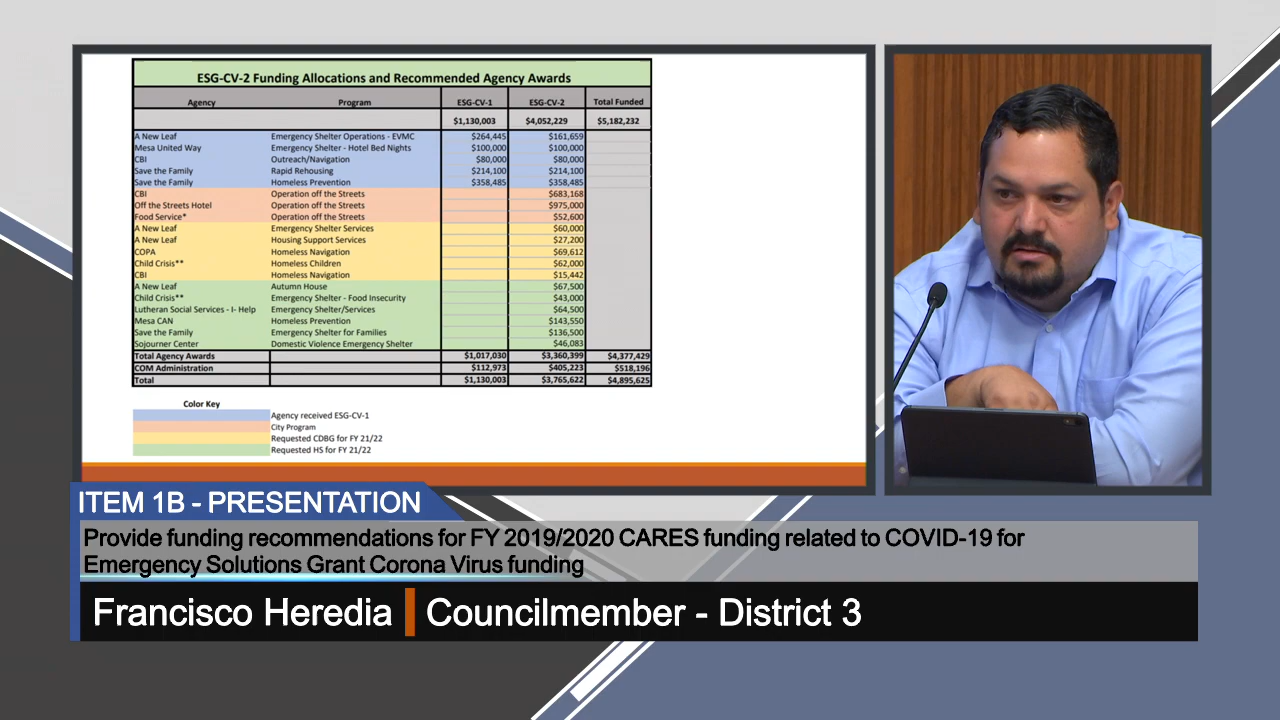 ESG-CV-2 Funding Allocations and Recommended Agency Awards
Agency Program ESG-CV-1 ESG-CV-2 Total Funded
$1,130,003 $4,052,229 $5,182,232
A New Leaf Emergency Shelter Operations - EVMC $264,445 $161,659
Mesa United Way Emergency Shelter - Hotel Bed Nights $100,000 $100,000
CBI Outreach/Navigation $80,000 $80,000
Save the Family Rapid Rehousing $214,100 $214,100
Save the Family Homeless Prevention $358,485 $358,485
CBI Operation off the Streets $683,168
Off the Streets Hotel Operation off the Streets $975,000
Food Service* Operation off the Streets $52,600
A New Leaf Emergency Shelter Services $60,000
A New Leaf Housing Support Services $27,200
COPA Homeless Navigation $69,612
Child Crisis** Homeless Children $62,000
CBI Homeless Navigation $15,442
A New Leaf Autumn House $67,500
Child Crisis** Emergency Shelter - Food Insecurity $43,000
Lutheran Social Services - I- Help Emergency Shelter/Services $64,500
Mesa CAN Homeless Prevention $143,550
Save the Family Emergency Shelter for Families $136,500
Sojourner Center Domestic Violence Emergency Shelter $46,083
Total Agency Awards $1,017,030 $3,360,399 $4,377,429
COM Administration $112,973 $405,223 $518,196
Total $1,130,003 $3,765,622 $4,895,625
Color Key
Agency received ESG-CV-1
City Program
Requested CDBG for FY 21/22
Requested HS for FY 21/22
ITEM 1B - PRESENTATION
Provide funding recommendations for FY 2019/2020 CARES funding related to COVID-19 for
Emergency Solutions Grant Corona Virus funding
Francisco Heredia Councilmember - District 3